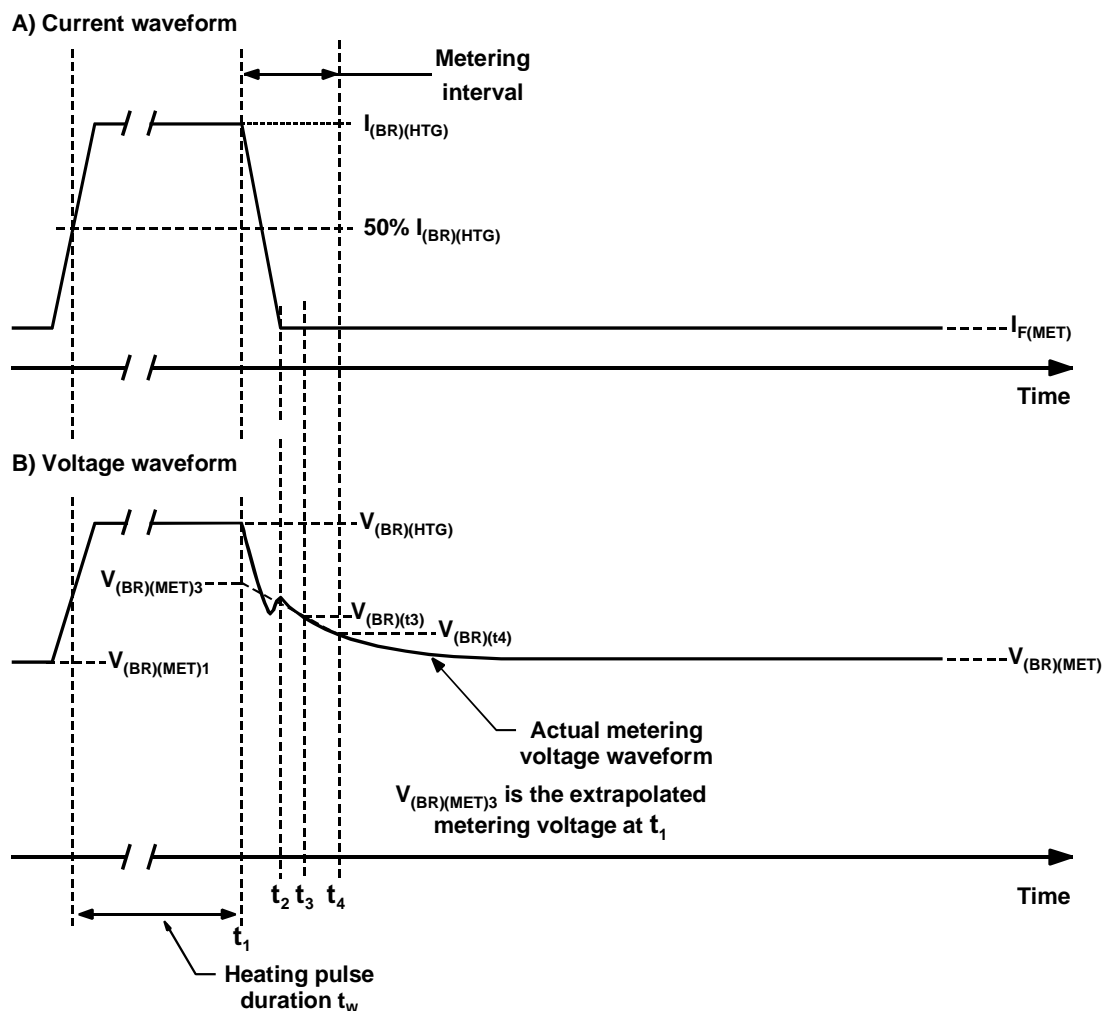 A) Current waveform
Metering
interval
I(BR)(HTG)
50% I(BR)(HTG)
IF(MET)
Time
B) Voltage waveform
V(BR)(HTG)
V(BR)(MET)3
V(BR)(t3)
V(BR)(t4)
V(BR)(MET)1
V(BR)(MET)
Actual metering
voltage waveform
V(BR)(MET)3 is the extrapolated
metering voltage at t1
t2 t3 t4
Time
t1
Heating pulse
duration tw